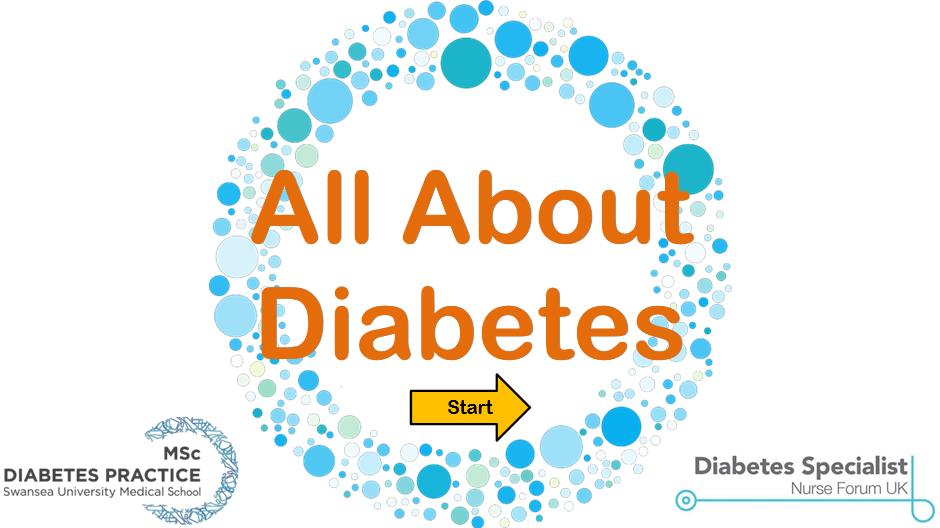 All About
Diabetes
Start
MSc
DIABETES PRACTICE
Swansea University Medical School
Diabetes Specialist
Nurse Forum UK